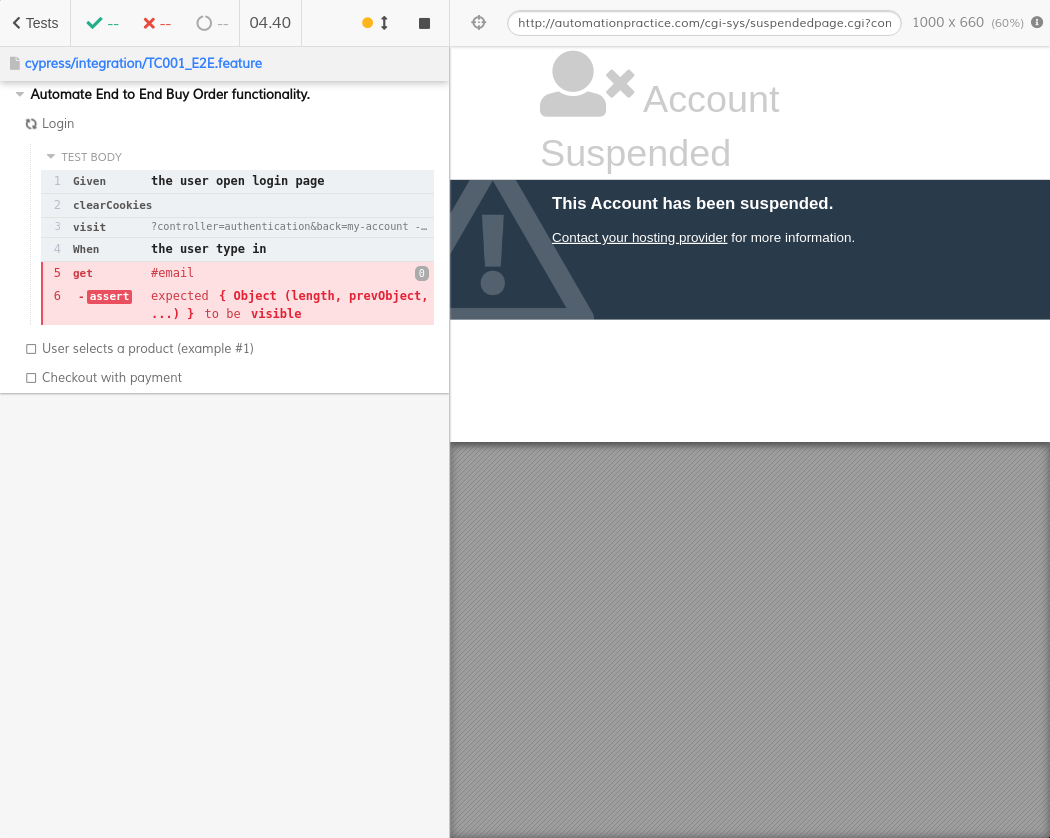 Tests
--
--
--
04.40
http://automationpractice.com/cgi-sys/suspendedpage.cgi?con
1000 x 660 (60%)
cypress/integration/TC001_E2E.feature
Automate End to End Buy Order functionality.
Login
TEST BODY
1 Given the user open login page
2 clearCookies
3 visit ?controller=authentication&back=my-account -…
4 When the user type in
5 get #email 0
6 -assert expected { Object (length, prevObject,
...) } to be visible
User selects a product (example #1)
Checkout with payment
Account
Suspended
This Account has been suspended.
Contact your hosting provider for more information.